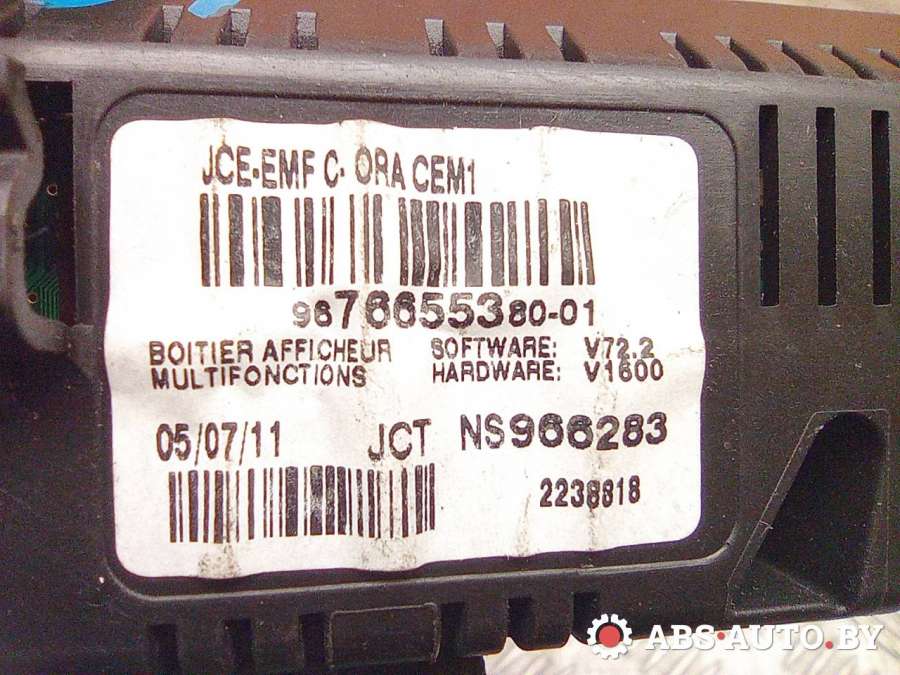 JCE-EMF C- ORA CEM1
9676655380-01
BOITIER AFFICHEUR SOFTWARE: V72.2
MULTIFONCTIONS HARDWARE: V1600
05/07/11 JCT NS966283
2238818
ABS-AUTO.BY